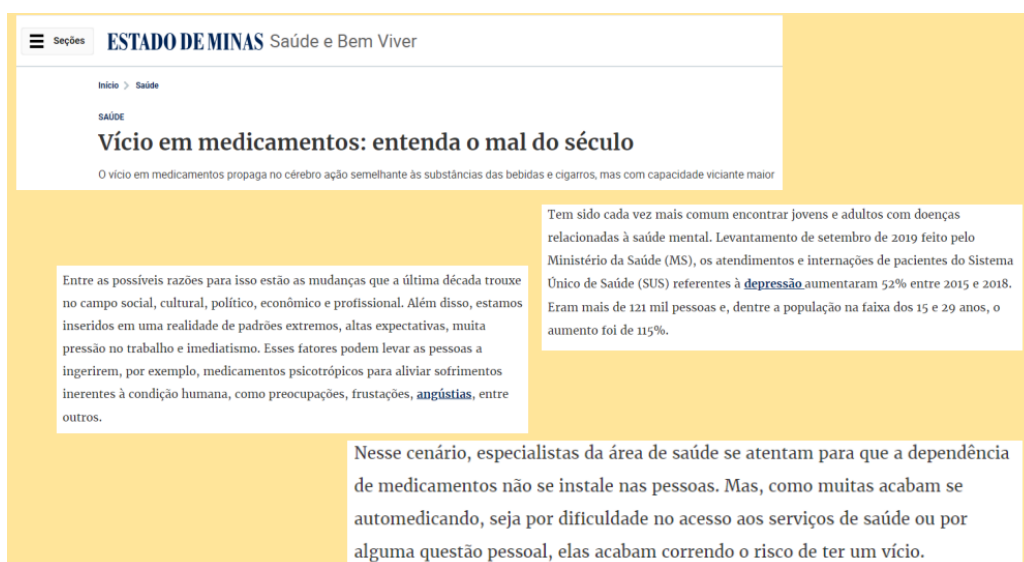 Seções ESTADO DE MINAS Saúde e Bem Viver
Início > Saúde
SAÚDE
Vício em medicamentos: entenda o mal do século
O vício em medicamentos propaga no cérebro ação semelhante às substâncias das bebidas e cigarros, mas com capacidade viciante maior
Tem sido cada vez mais comum encontrar jovens e adultos com doenças
relacionadas à saúde mental. Levantamento de setembro de 2019 feito pelo
Ministério da Saúde (MS), os atendimentos e internações de pacientes do Sistema
Único de Saúde (SUS) referentes à depressão aumentaram 52% entre 2015 e 2018.
Eram mais de 121 mil pessoas e, dentre a população na faixa dos 15 e 29 anos, o
aumento foi de 115%.
Entre as possíveis razões para isso estão as mudanças que a última década trouxe
no campo social, cultural, político, econômico e profissional. Além disso, estamos
inseridos em uma realidade de padrões extremos, altas expectativas, muita
pressão no trabalho e imediatismo. Esses fatores podem levar as pessoas a
ingerirem, por exemplo, medicamentos psicotrópicos para aliviar sofrimentos
inerentes à condição humana, como preocupações, frustações, angústias, entre
outros.
Nesse cenário, especialistas da área de saúde se atentam para que a dependência
de medicamentos não se instale nas pessoas. Mas, como muitas acabam se
automedicando, seja por dificuldade no acesso aos serviços de saúde ou por
alguma questão pessoal, elas acabam correndo o risco de ter um vício.